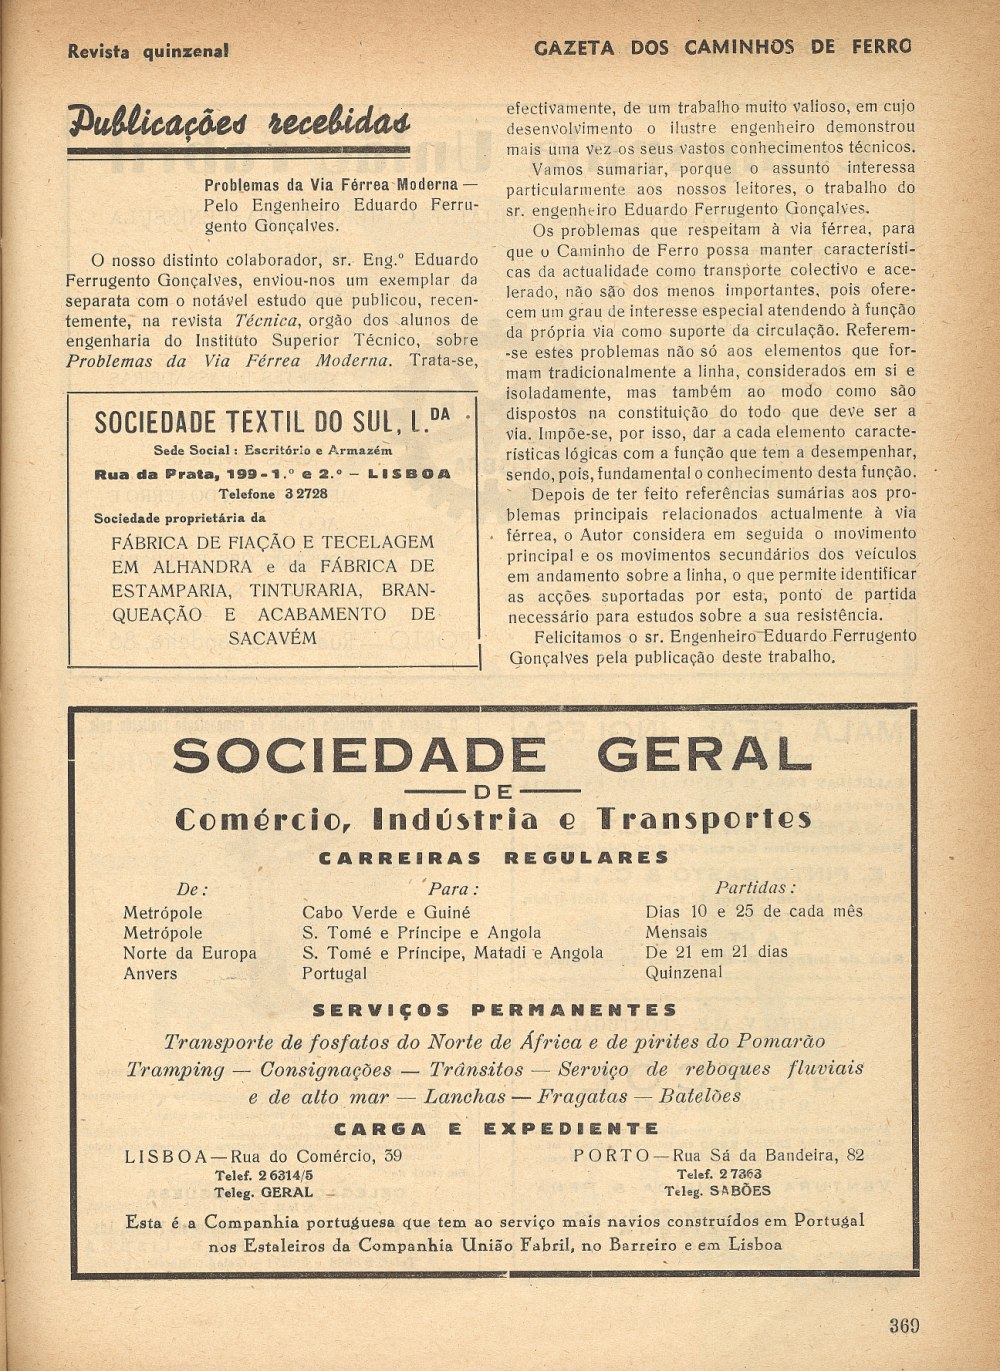 Revista quinzenal
GAZETA DOS CAMINHOS DE FERRO
Publicações recebidas
Problemas da Via Férrea Moderna —
Pelo Engenheiro Eduardo Ferru-
gento Gonçalves.
O nosso distinto colaborador, sr. Eng.º Eduardo
Ferrugento Gonçalves, enviou-nos um exemplar da
separata com o notável estudo que publicou, recen-
temente, na revista Técnica, orgão dos alunos de
engenharia do Instituto Superior Técnico, sobre
Problemas da Via Férrea Moderna. Trata-se,
efectivamente, de um trabalho muito valioso, em cujo
desenvolvimento o ilustre engenheiro demonstrou
mais uma vez os seus vastos conhecimentos técnicos.
Vamos sumariar, porque o assunto interessa
particularmente aos nossos leitores, o trabalho do
sr. engenheiro Eduardo Ferrugento Gonçalves.
Os problemas que respeitam à via férrea, para
que o Caminho de Ferro possa manter característi-
cas da actualidade como transporte colectivo e ace-
lerado, não são dos menos importantes, pois ofere-
cem um grau de interesse especial atendendo à função
da própria via como suporte da circulação. Referem-
-se estes problemas não só aos elementos que for-
mam tradicionalmente a linha, considerados em si e
isoladamente, mas também ao modo como são
dispostos na constituição do todo que deve ser a
via. Impõe-se, por isso, dar a cada elemento caracte-
rísticas lógicas com a função que tem a desempenhar,
sendo, pois, fundamental o conhecimento desta função.
Depois de ter feito referências sumárias aos pro-
blemas principais relacionados actualmente à via
férrea, o Autor considera em seguida o movimento
principal e os movimentos secundários dos veículos
em andamento sobre a linha, o que permite identificar
as acções suportadas por esta, ponto de partida
necessário para estudos sobre a sua resistência.
Felicitamos o sr. Engenheiro Eduardo Ferrugento
Gonçalves pela publicação deste trabalho.
SOCIEDADE TEXTIL DO SUL, L.DA
Sede Social: Escritório e Armazém
Rua da Prata, 199-1.º e 2.º — LISBOA
Telefone 32728
Sociedade proprietária da
FÁBRICA DE FIAÇÃO E TECELAGEM
EM ALHANDRA e da FÁBRICA DE
ESTAMPARIA, TINTURARIA, BRAN-
QUEAÇÃO E ACABAMENTO DE
SACAVÉM
SOCIEDADE GERAL
DE
Comércio, Indústria e Transportes
CARREIRAS REGULARES
De: Para: Partidas:
Metrópole Cabo Verde e Guiné Dias 10 e 25 de cada mês
Metrópole S. Tomé e Príncipe e Angola Mensais
Norte da Europa S. Tomé e Príncipe, Matadi e Angola De 21 em 21 dias
Anvers Portugal Quinzenal
SERVIÇOS PERMANENTES
Transporte de fosfatos do Norte de África e de pirites do Pomarão
Tramping — Consignações — Trânsitos — Serviço de reboques fluviais
e de alto mar — Lanchas — Fragatas — Batelões
CARGA E EXPEDIENTE
LISBOA — Rua do Comércio, 39
Telef. 26314/5
Teleg. GERAL
PORTO — Rua Sá da Bandeira, 82
Telef. 27363
Teleg. SABÕES
Esta é a Companhia portuguesa que tem ao serviço mais navios construídos em Portugal
nos Estaleiros da Companhia União Fabril, no Barreiro e em Lisboa
369